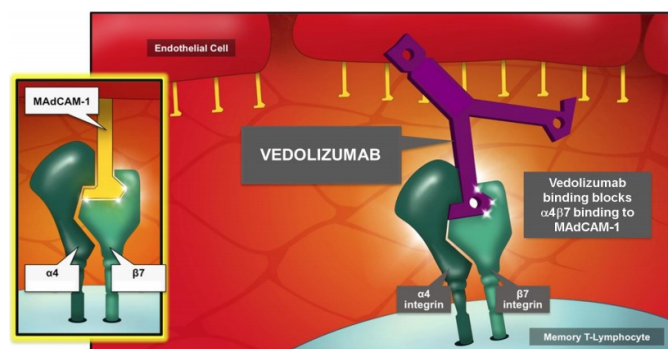 Endothelial Cell
MAdCAM-1
α4
β7
VEDOLIZUMAB
Vedolizumab
binding blocks
α4β7 binding to
MAdCAM-1
α4
integrin
β7
integrin
Memory T-Lymphocyte